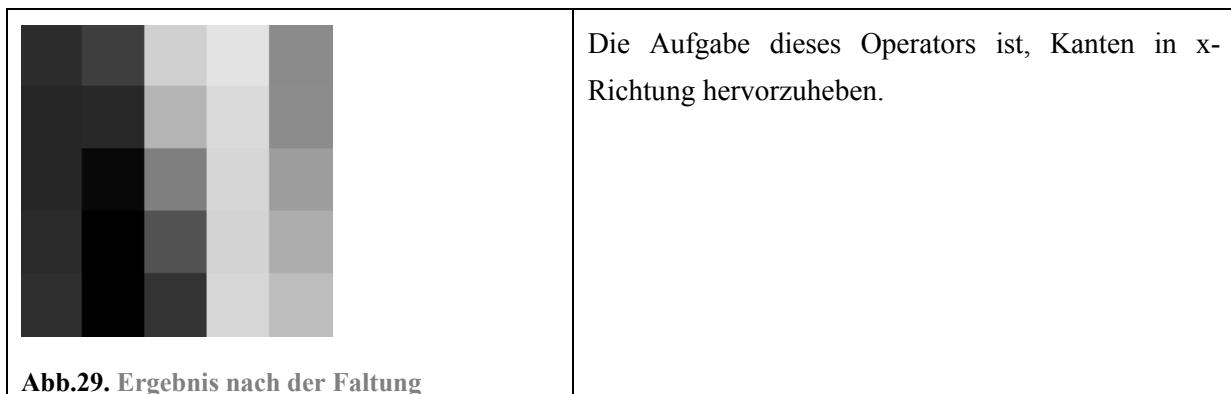 Die Aufgabe dieses Operators ist, Kanten in x-
Richtung hervorzuheben.
Abb.29. Ergebnis nach der Faltung